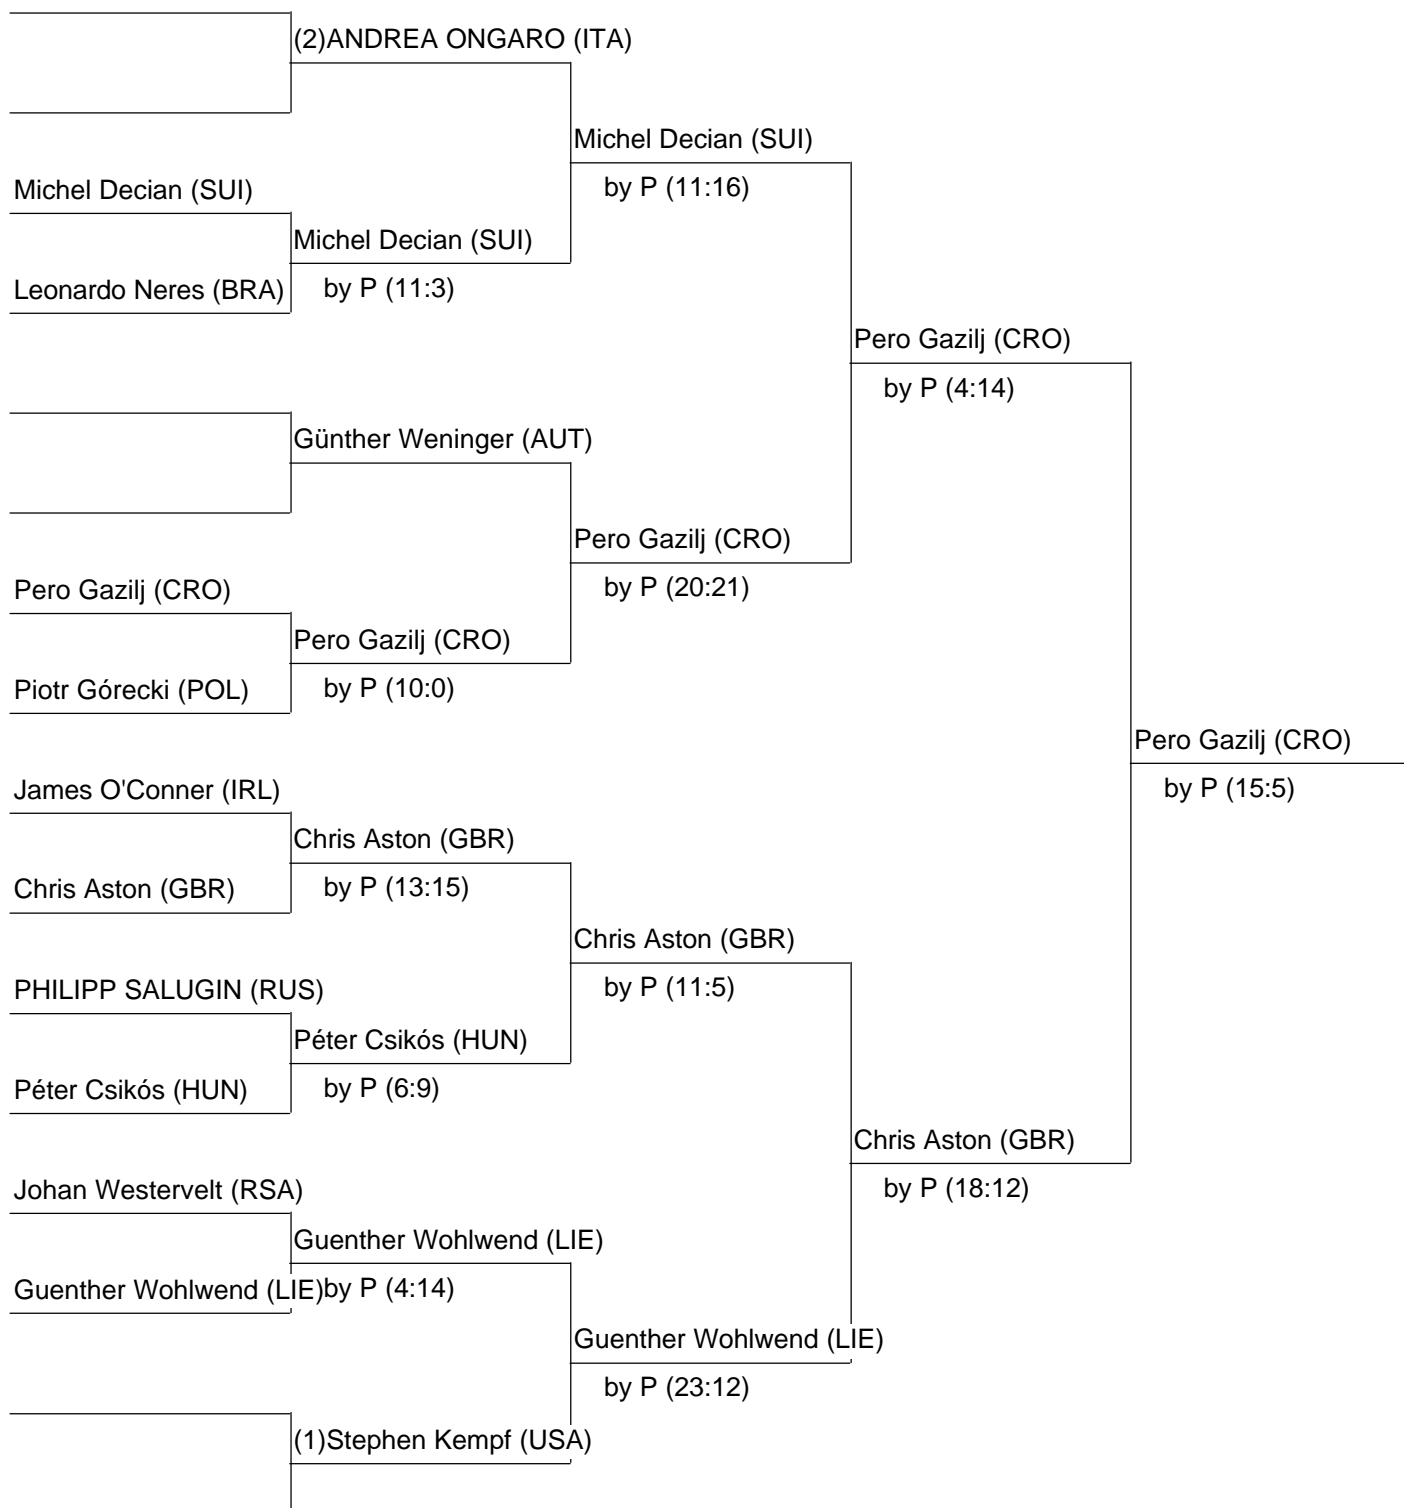 (2)ANDREA ONGARO (ITA)
Michel Decian (SUI)
Michel Decian (SUI)
by P (11:16)
Michel Decian (SUI)
Leonardo Neres (BRA)
by P (11:3)
Pero Gazilj (CRO)
by P (4:14)
Günther Weninger (AUT)
Pero Gazilj (CRO)
Pero Gazilj (CRO)
by P (20:21)
Pero Gazilj (CRO)
Piotr Górecki (POL)
by P (10:0)
Pero Gazilj (CRO)
James O'Conner (IRL)
by P (15:5)
Chris Aston (GBR)
Chris Aston (GBR)
by P (13:15)
Chris Aston (GBR)
PHILIPP SALUGIN (RUS)
by P (11:5)
Péter Csikós (HUN)
Péter Csikós (HUN)
by P (6:9)
Chris Aston (GBR)
Johan Westervelt (RSA)
by P (18:12)
Guenther Wohlwend (LIE)
Guenther Wohlwend (LIE)
by P (4:14)
Guenther Wohlwend (LIE)
by P (23:12)
(1)Stephen Kempf (USA)